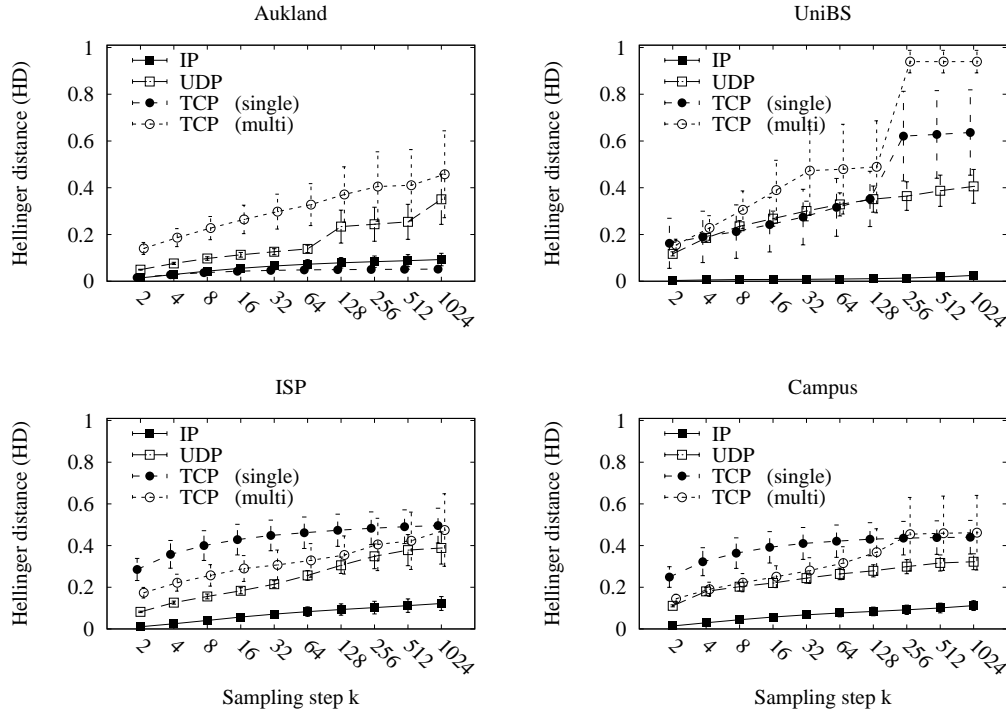 Aukland
Hellinger distance (HD)
1
0.8
0.6
0.4
0.2
0
IP
UDP
TCP (single)
TCP (multi)
2
4
8
16
32
64
128
256
512
1024
UniBS
Hellinger distance (HD)
1
0.8
0.6
0.4
0.2
0
IP
UDP
TCP (single)
TCP (multi)
2
4
8
16
32
64
128
256
512
1024
ISP
Hellinger distance (HD)
1
0.8
0.6
0.4
0.2
0
IP
UDP
TCP (single)
TCP (multi)
2
4
8
16
32
64
128
256
512
1024
Sampling step k
Campus
Hellinger distance (HD)
1
0.8
0.6
0.4
0.2
0
IP
UDP
TCP (single)
TCP (multi)
2
4
8
16
32
64
128
256
512
1024
Sampling step k